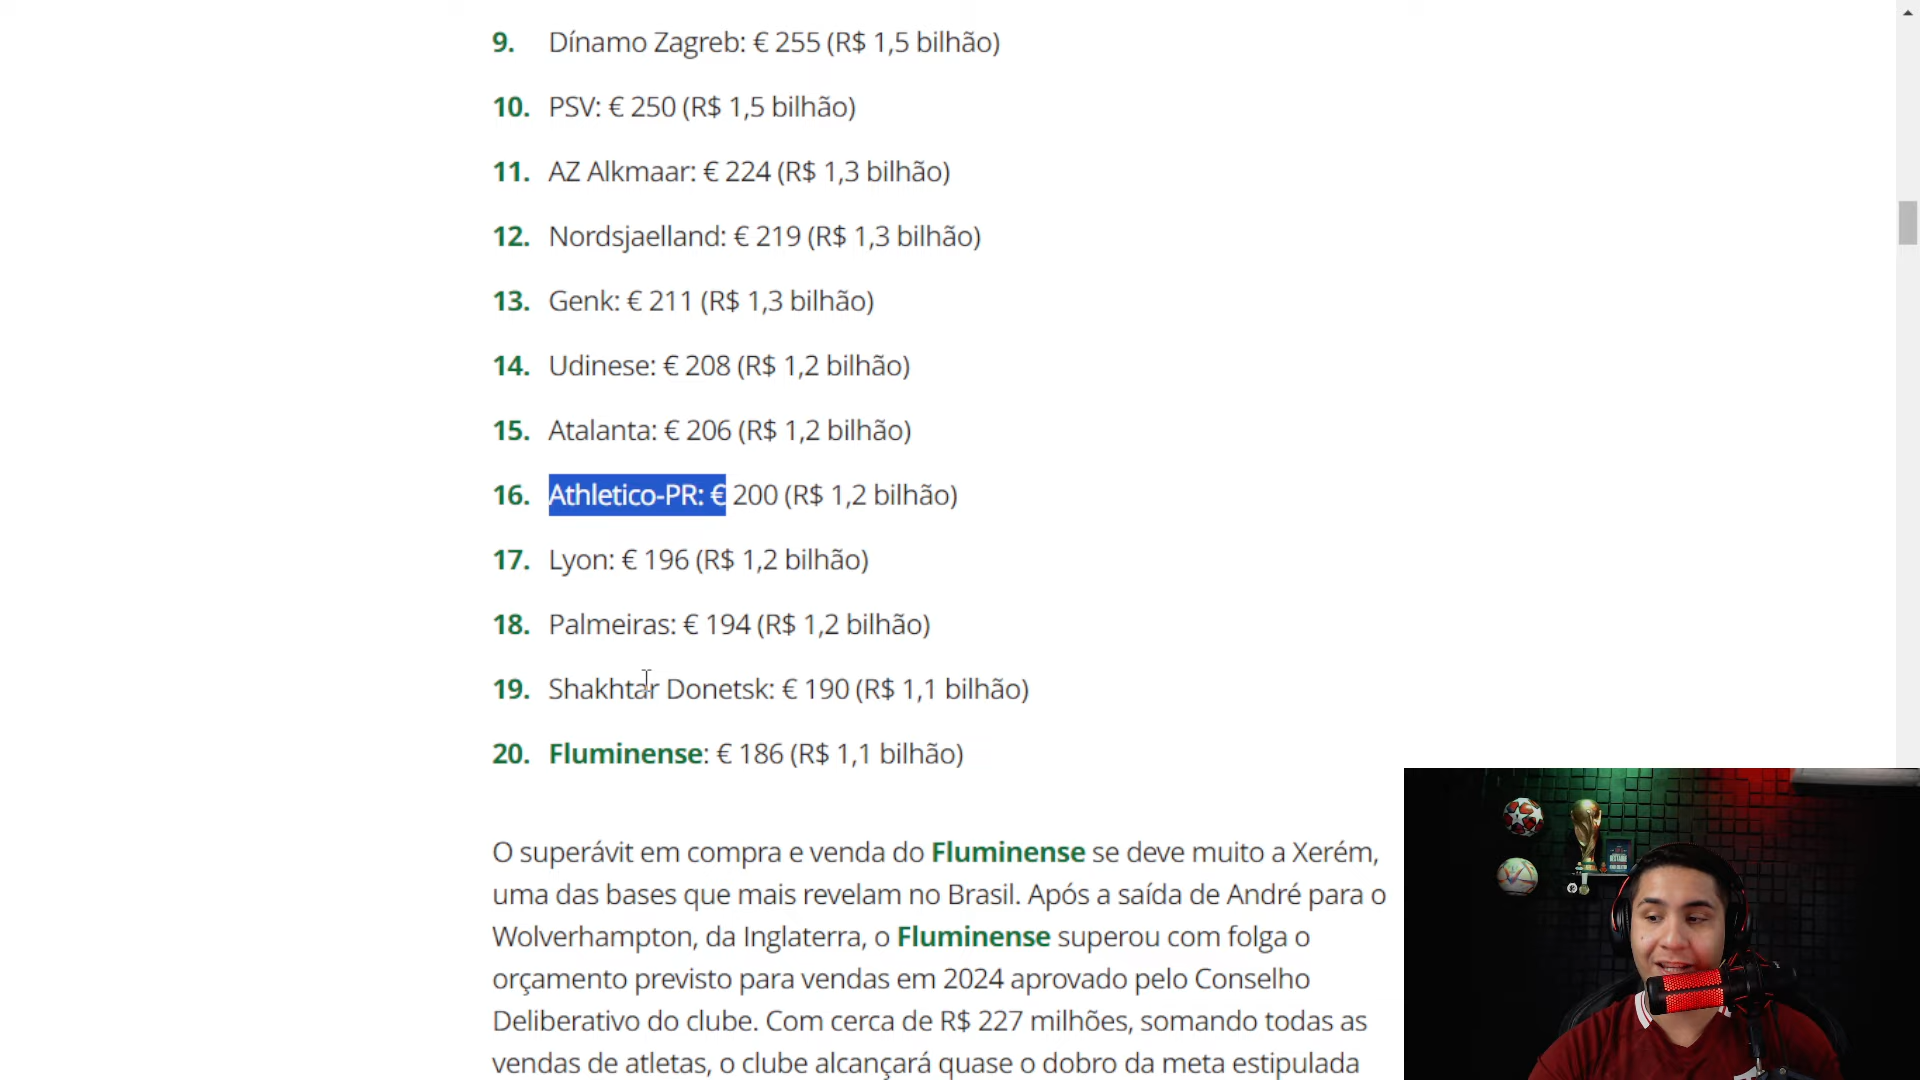 9. Dínamo Zagreb: € 255 (R$ 1,5 bilhão)
10. PSV: € 250 (R$ 1,5 bilhão)
11. AZ Alkmaar: € 224 (R$ 1,3 bilhão)
12. Nordsjaelland: € 219 (R$ 1,3 bilhão)
13. Genk: € 211 (R$ 1,3 bilhão)
14. Udinese: € 208 (R$ 1,2 bilhão)
15. Atalanta: € 206 (R$ 1,2 bilhão)
16. Athletico-PR: € 200 (R$ 1,2 bilhão)
17. Lyon: € 196 (R$ 1,2 bilhão)
18. Palmeiras: € 194 (R$ 1,2 bilhão)
19. Shakhtar Donetsk: € 190 (R$ 1,1 bilhão)
20. Fluminense: € 186 (R$ 1,1 bilhão)
O superávit em compra e venda do Fluminense se deve muito a Xerém,
uma das bases que mais revelam no Brasil. Após a saída de André para o
Wolverhampton, da Inglaterra, o Fluminense superou com folga o
orçamento previsto para vendas em 2024 aprovado pelo Conselho
Deliberativo do clube. Com cerca de R$ 227 milhões, somando todas as
vendas de atletas, o clube alcançará quase o dobro da meta estipulada